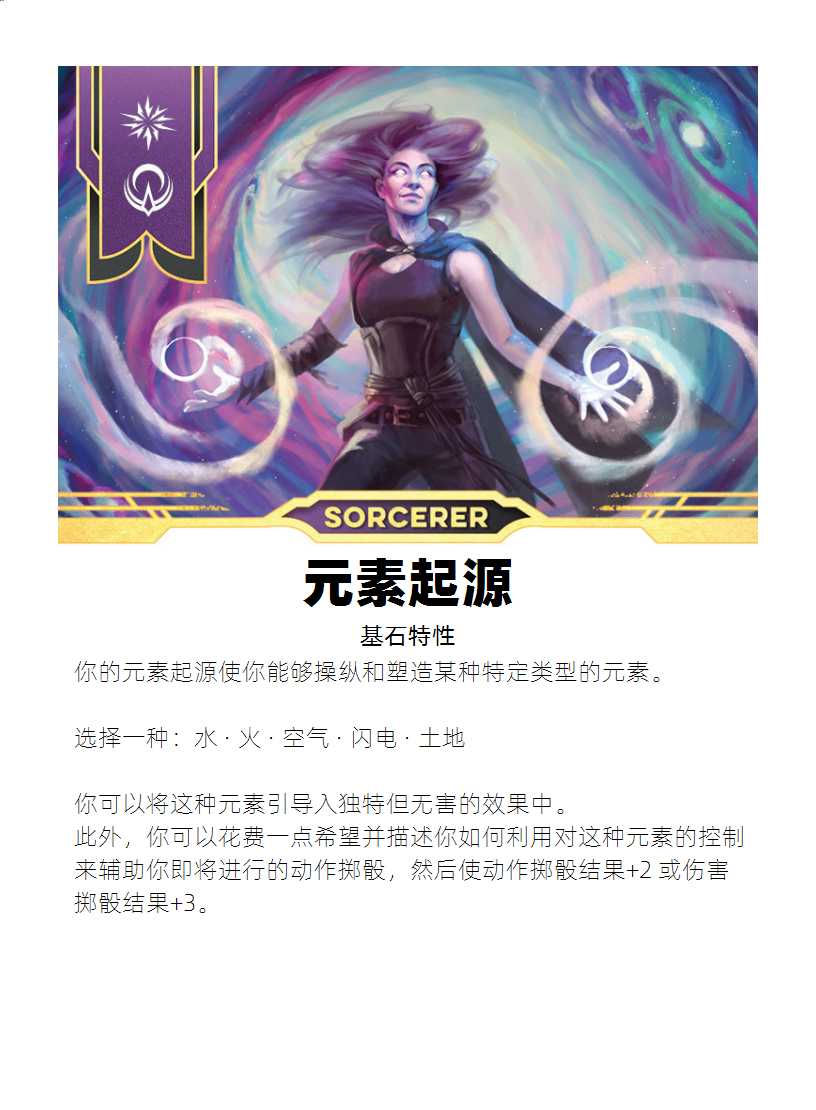 SORCERER
元素起源
基石特性
你的元素起源使你能够操纵和塑造某种特定类型的元素。
选择一种：水 · 火 · 空气 · 闪电 · 土地
你可以将这种元素引导入独特但无害的效果中。
此外，你可以花费一点希望并描述你如何利用对这种元素的控制
来辅助你即将进行的动作掷骰，然后使动作掷骰结果+2 或伤害
掷骰结果+3。